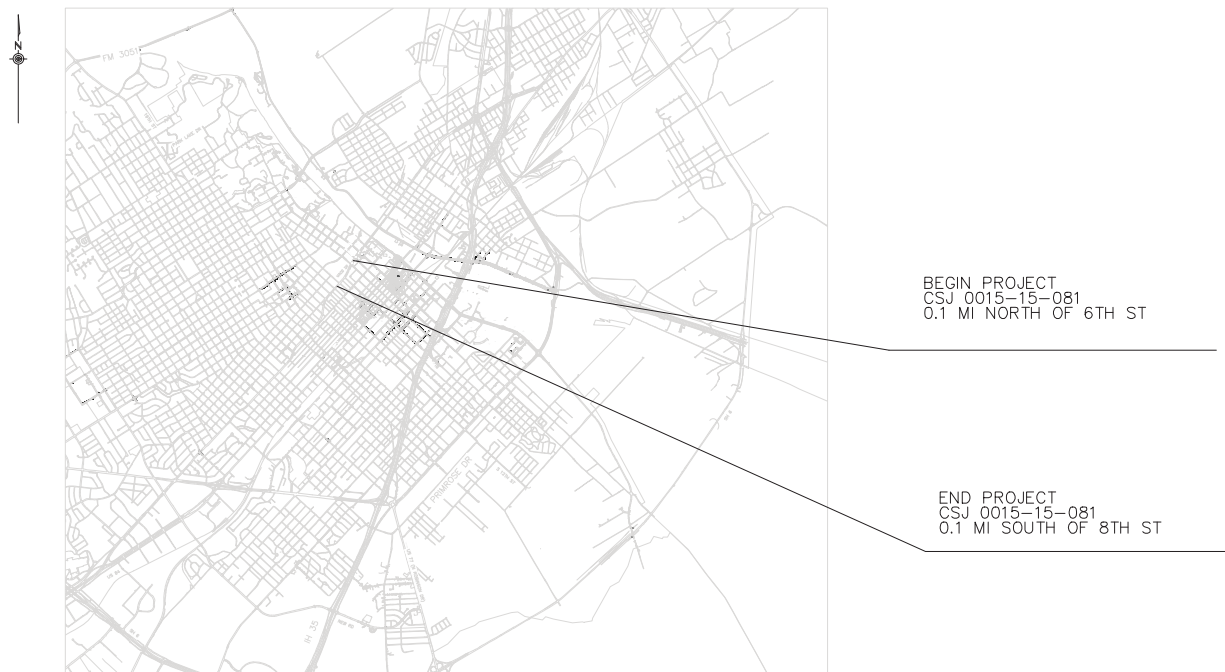 N
FM 3051
BEGIN PROJECT
CSJ 0015-15-081
0.1 MI NORTH OF 6TH ST
PRIMROSE DR
END PROJECT
CSJ 0015-15-081
0.1 MI SOUTH OF 8TH ST
IH 35